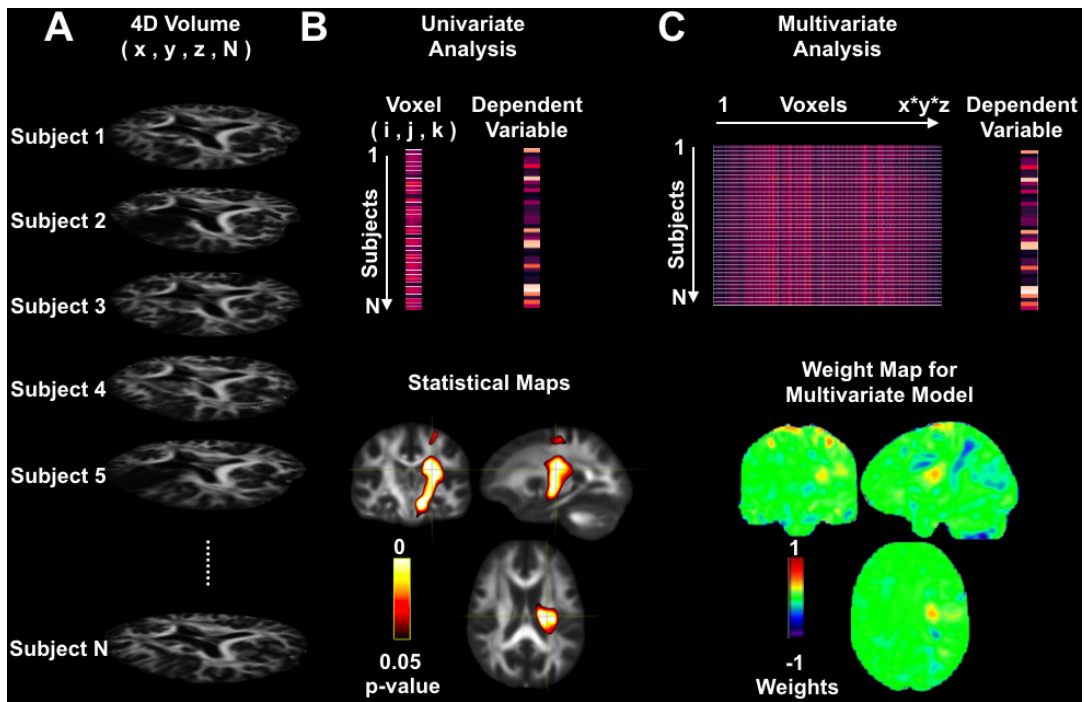 A
4D Volume
( x , y , z , N )
Subject 1
Subject 2
Subject 3
Subject 4
Subject 5
Subject N
B
Univariate
Analysis
Voxel
( i , j , k )
Dependent
Variable
1
Subjects
N
Statistical Maps
0
0.05
p-value
C
Multivariate
Analysis
1 Voxels x*y*z
Dependent
Variable
1
Subjects
N
Weight Map for
Multivariate Model
1
-1
Weights